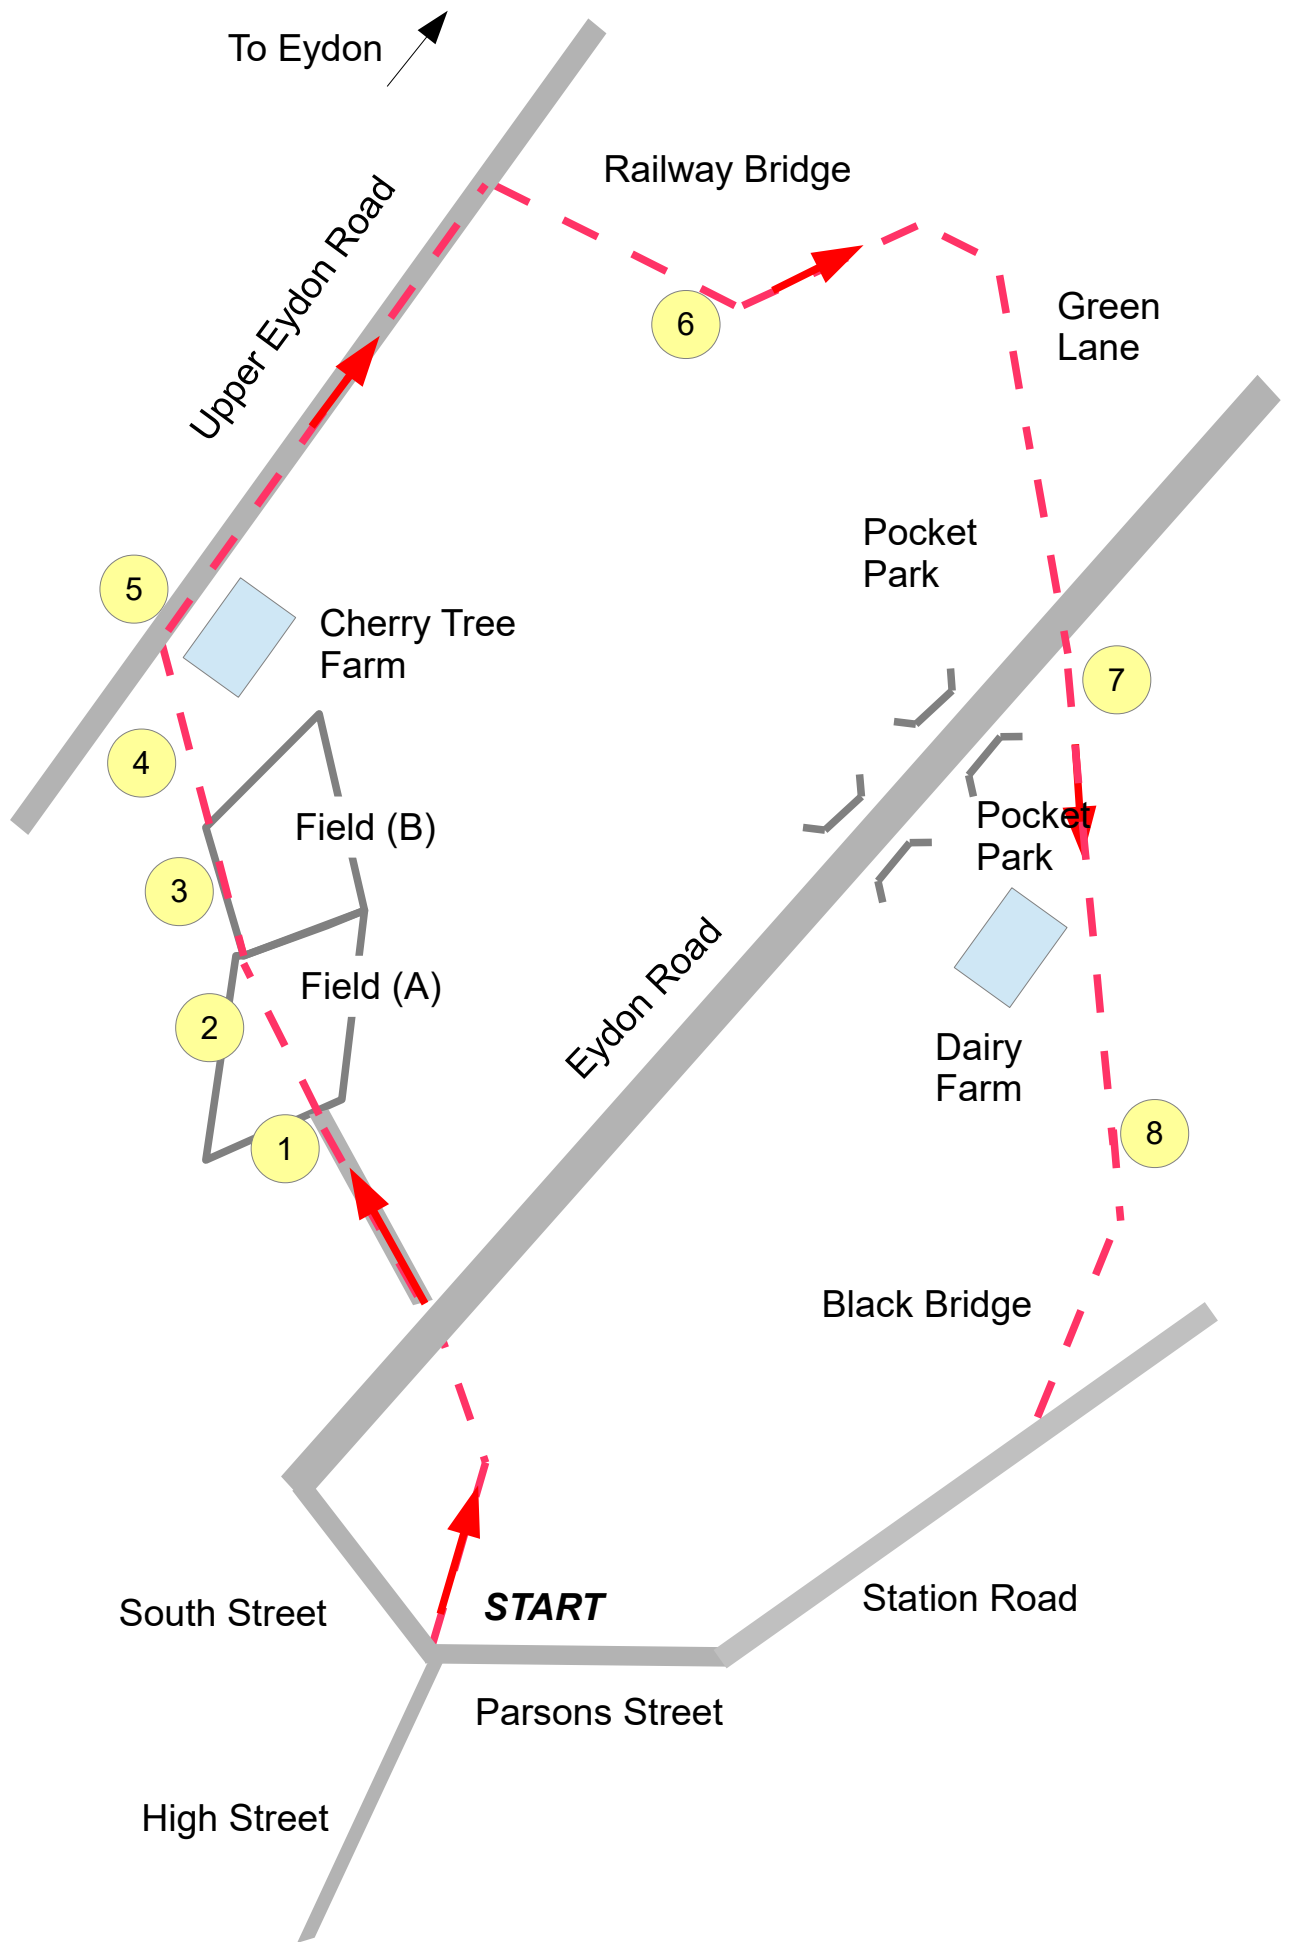 To Eydon
Railway Bridge
Upper Eydon Road
6
Green
Lane
Pocket
Park
5
Cherry Tree
Farm
7
4
Field (B)
Pocket
Park
3
Eydon Road
Field (A)
2
Dairy
Farm
1
8
Black Bridge
START
South Street
Station Road
Parsons Street
High Street